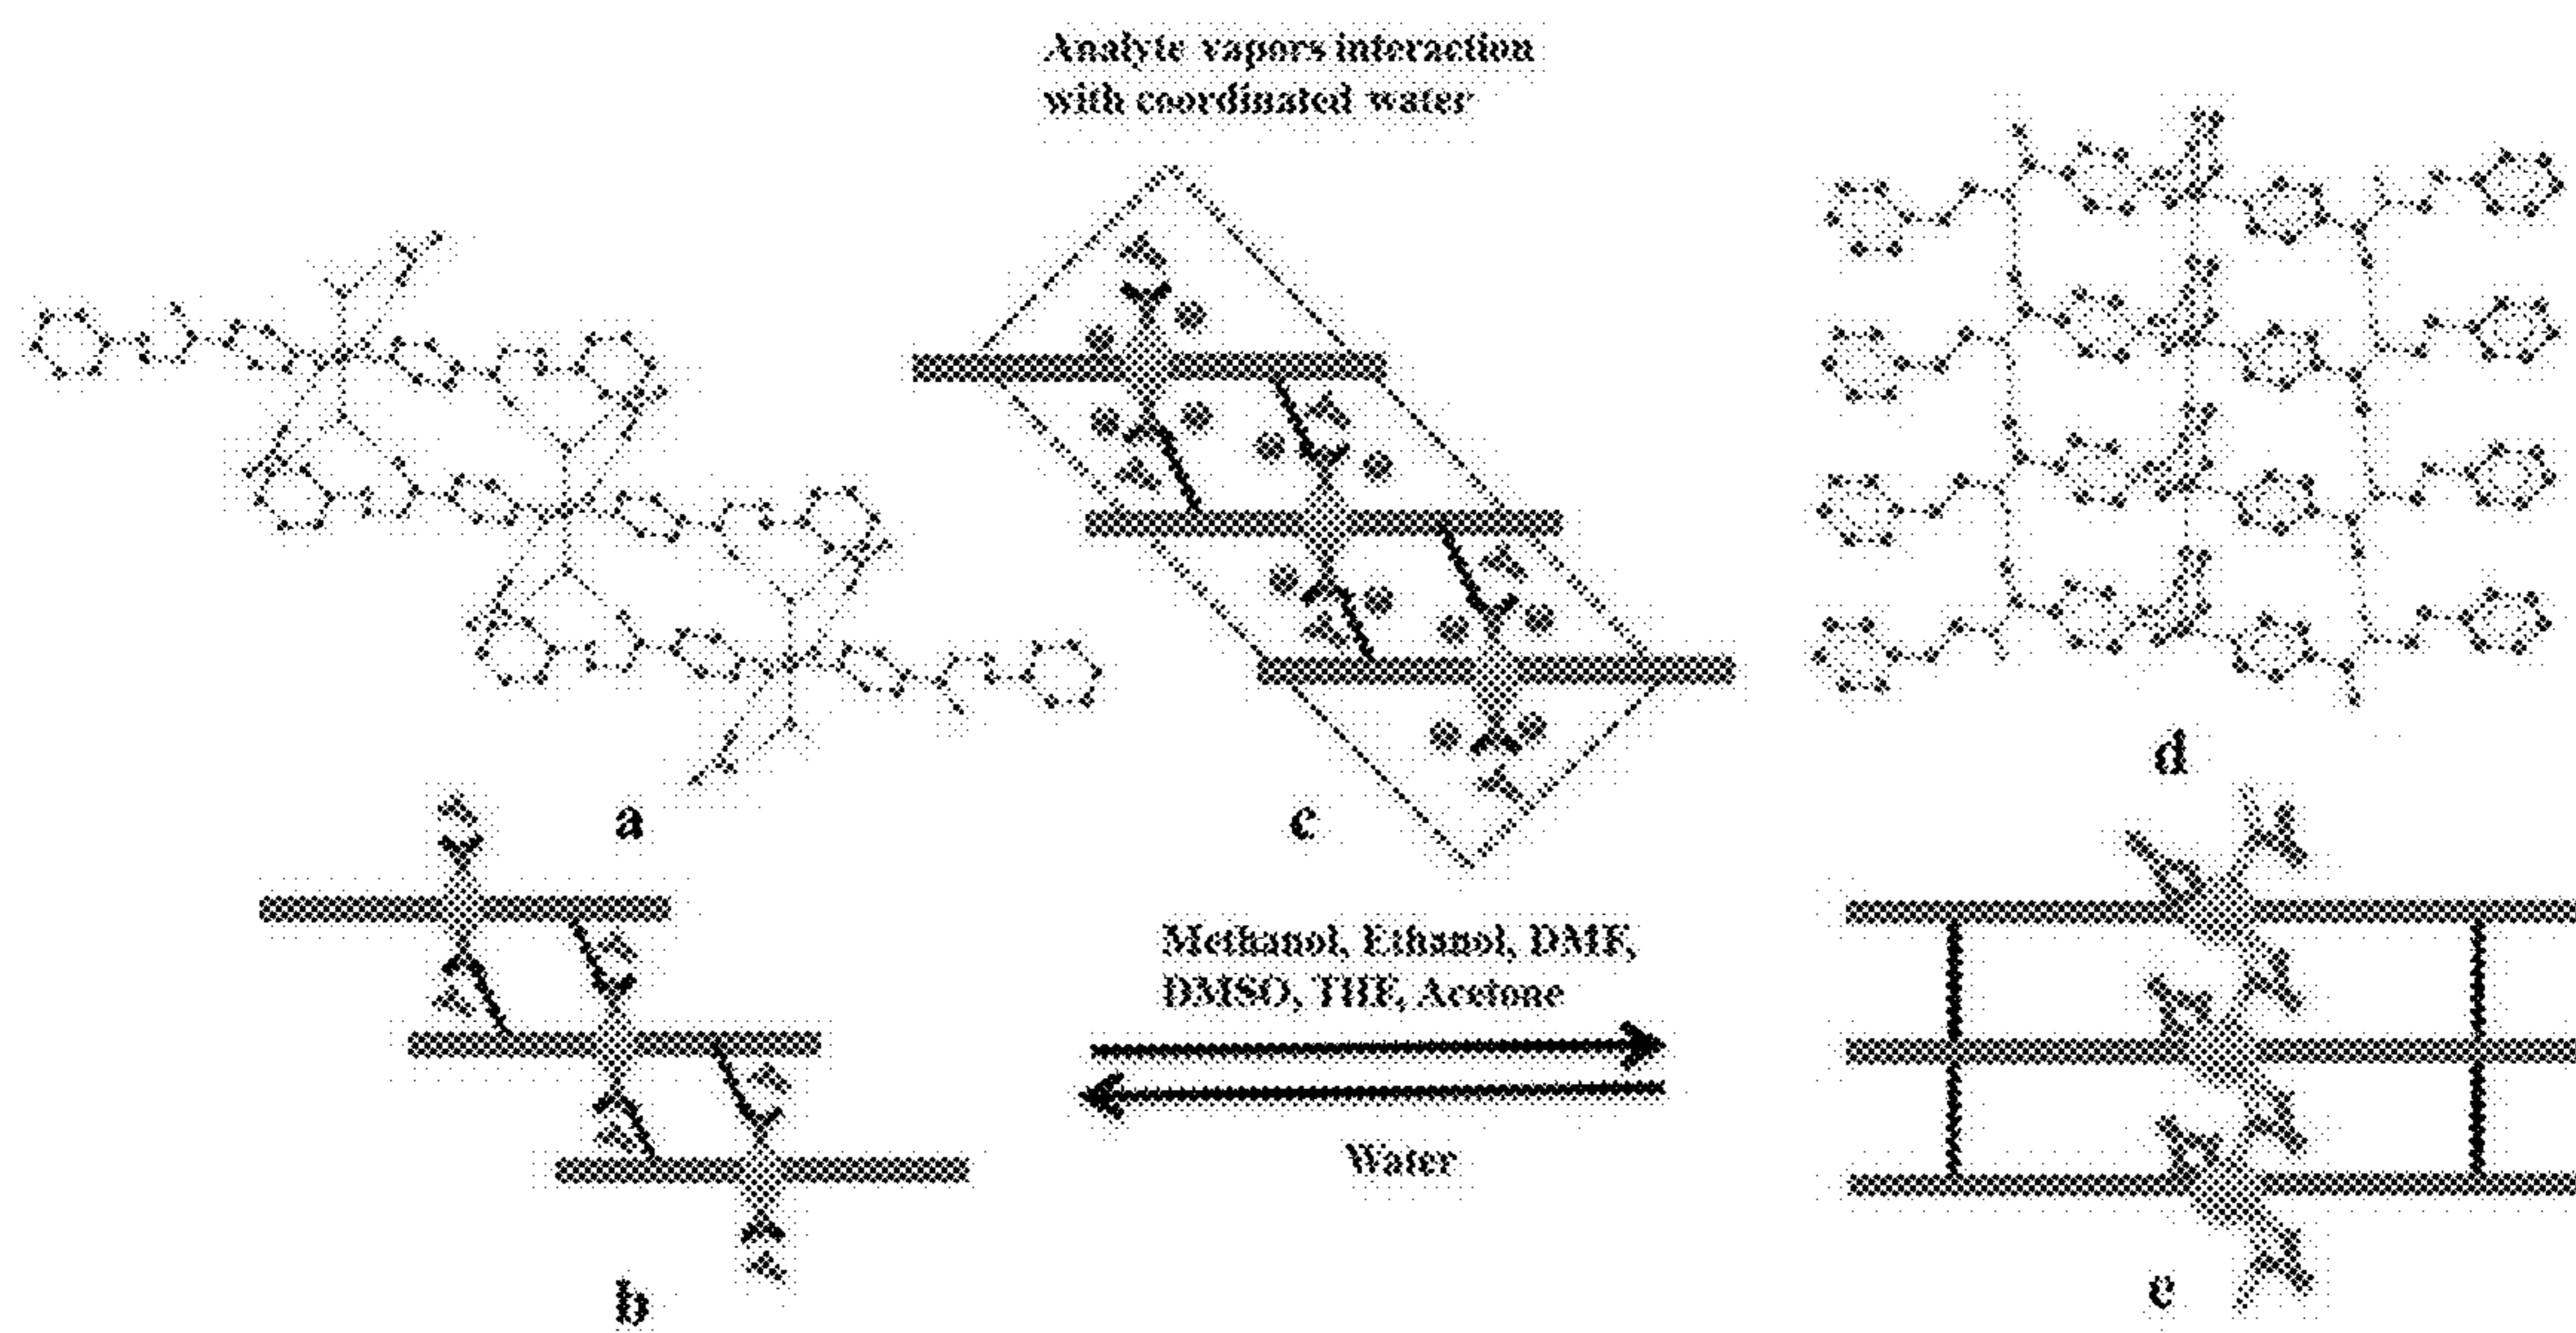 Analyte vapors interaction
with coordinated water
a
c
d
Methanol, Ethanol, DMF,
DMSO, THF, Acetone
Water
b
e